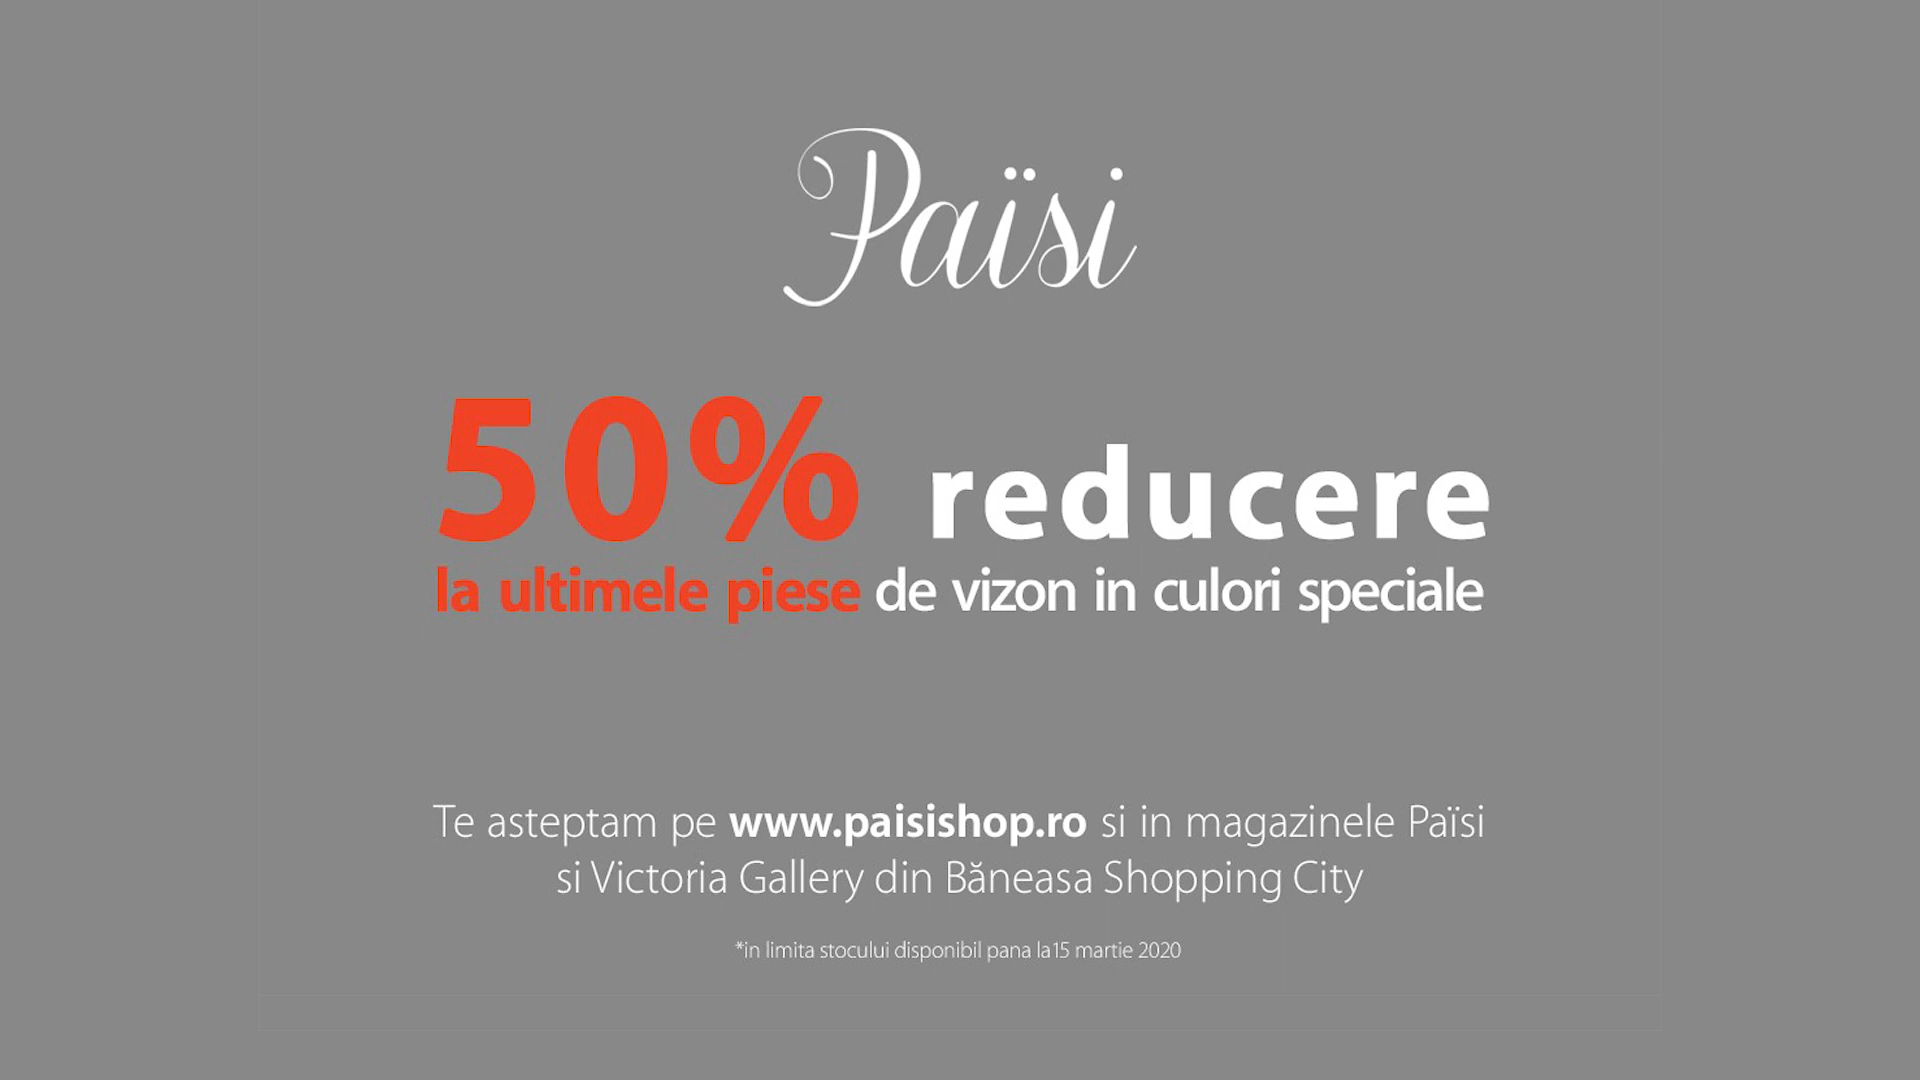 Païsi
50% reducere
la ultimele piese de vizon in culori speciale
Te asteptam pe www.paisishop.ro si in magazinele Païsi
si Victoria Gallery din Băneasa Shopping City
*in limita stocului disponibil pana la15 martie 2020